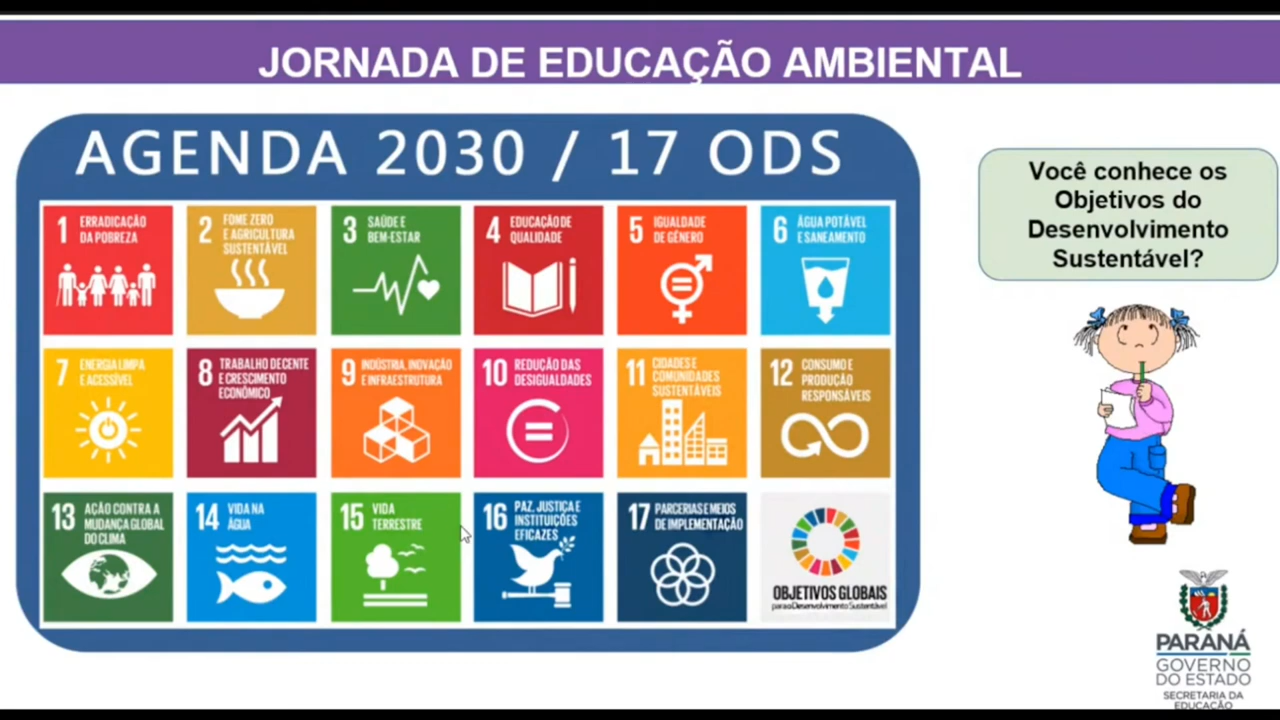 JORNADA DE EDUCAÇÃO AMBIENTAL
AGENDA 2030 / 17 ODS
1 ERRADICAÇÃO
DA POBREZA
2 FOME ZERO
E AGRICULTURA
SUSTENTÁVEL
3 SAÚDE E
BEM-ESTAR
4 EDUCAÇÃO DE
QUALIDADE
5 IGUALDADE
DE GÊNERO
6 ÁGUA POTÁVEL
E SANEAMENTO
7 ENERGIA LIMPA
E ACESSÍVEL
8 TRABALHO DECENTE
E CRESCIMENTO
ECONÔMICO
9 INDÚSTRIA, INOVAÇÃO
E INFRAESTRUTURA
10 REDUÇÃO DAS
DESIGUALDADES
11 CIDADES E
COMUNIDADES
SUSTENTÁVEIS
12 CONSUMO E
PRODUÇÃO
RESPONSÁVEIS
13 AÇÃO CONTRA A
MUDANÇA GLOBAL
DO CLIMA
14 VIDA NA
ÁGUA
15 VIDA
TERRESTRE
16 PAZ, JUSTIÇA E
INSTITUIÇÕES
EFICAZES
17 PARCERIAS E MEIOS
DE IMPLEMENTAÇÃO
OBJETIVOS GLOBAIS
para o Desenvolvimento Sustentável
Você conhece os
Objetivos do
Desenvolvimento
Sustentável?
PARANÁ
GOVERNO
DO ESTADO
SECRETARIA DA
EDUCAÇÃO